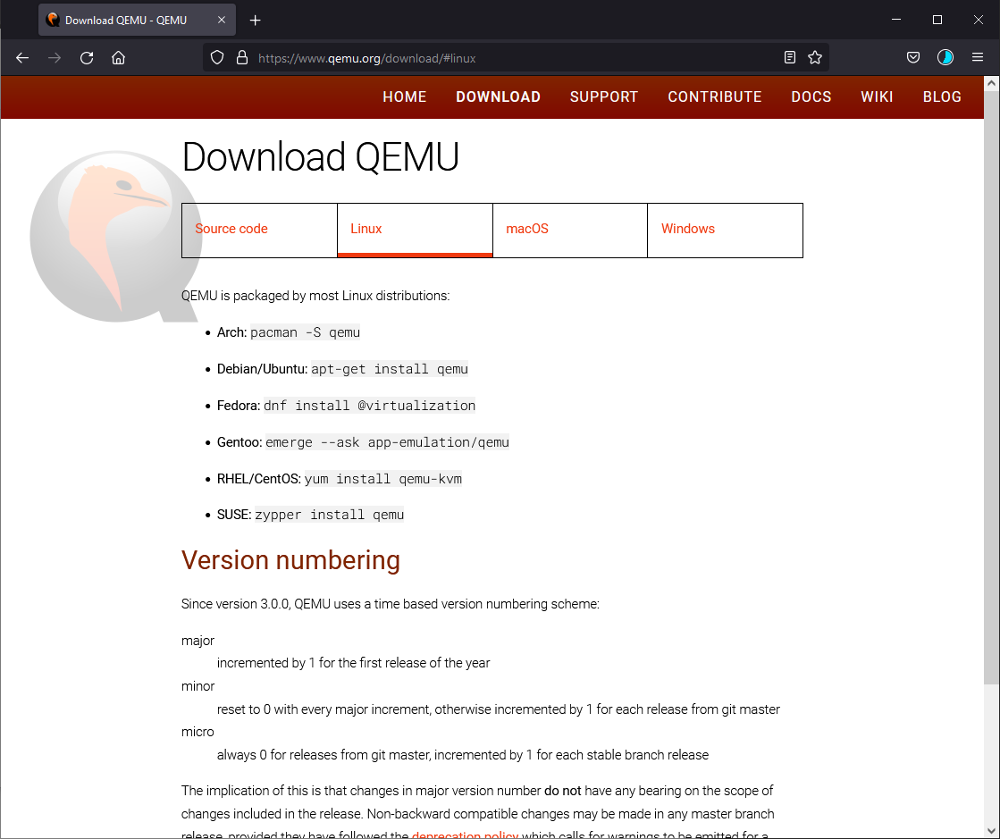 Download QEMU - QEMU
https://www.qemu.org/download/#linux
HOME DOWNLOAD SUPPORT CONTRIBUTE DOCS WIKI BLOG
Download QEMU
Source code Linux macOS Windows
QEMU is packaged by most Linux distributions:
• Arch: pacman -S qemu
• Debian/Ubuntu: apt-get install qemu
• Fedora: dnf install @virtualization
• Gentoo: emerge --ask app-emulation/qemu
• RHEL/CentOS: yum install qemu-kvm
• SUSE: zypper install qemu
Version numbering
Since version 3.0.0, QEMU uses a time based version numbering scheme:
major
incremented by 1 for the first release of the year
minor
reset to 0 with every major increment, otherwise incremented by 1 for each release from git master
micro
always 0 for releases from git master, incremented by 1 for each stable branch release
The implication of this is that changes in major version number do not have any bearing on the scope of
changes included in the release. Non-backward compatible changes may be made in any master branch
release, provided they have followed the deprecation policy which calls for warnings to be emitted for a